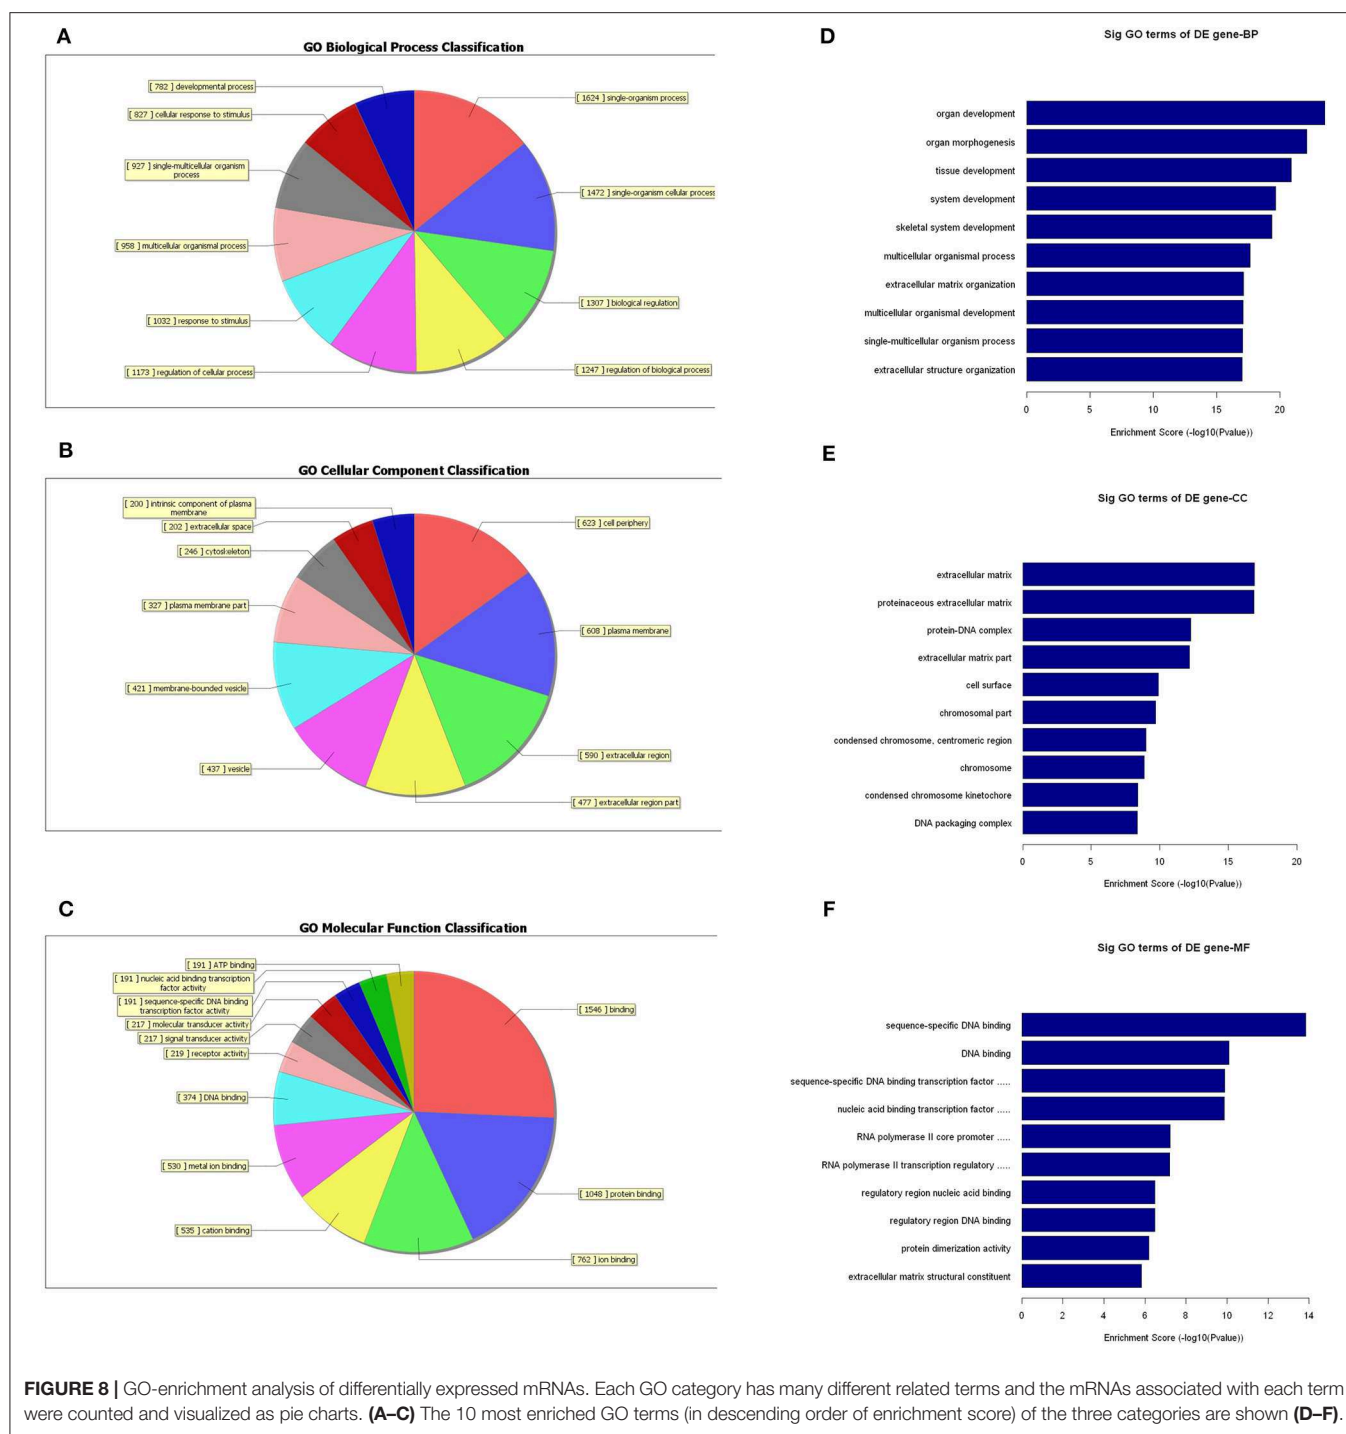 A
GO Biological Process Classification
[ 782 ] developmental process
[ 827 ] cellular response to stimulus
[ 927 ] single-multicellular organism
process
[ 958 ] multicellular organismal process
[ 1032 ] response to stimulus
[ 1173 ] regulation of cellular process
[ 1624 ] single-organism process
[ 1472 ] single-organism cellular process
[ 1307 ] biological regulation
[ 1247 ] regulation of biological process
B
GO Cellular Component Classification
[ 200 ] intrinsic component of plasma
membrane
[ 202 ] extracellular space
[ 246 ] cytoskeleton
[ 327 ] plasma membrane part
[ 421 ] membrane-bounded vesicle
[ 437 ] vesicle
[ 623 ] cell periphery
[ 608 ] plasma membrane
[ 590 ] extracellular region
[ 477 ] extracellular region part
C
GO Molecular Function Classification
[ 191 ] ATP binding
[ 191 ] nucleic acid binding transcription
factor activity
[ 191 ] sequence-specific DNA binding
transcription factor activity
[ 217 ] molecular transducer activity
[ 217 ] signal transducer activity
[ 219 ] receptor activity
[ 374 ] DNA binding
[ 530 ] metal ion binding
[ 535 ] cation binding
[ 1546 ] binding
[ 1048 ] protein binding
[ 762 ] ion binding
D
Sig GO terms of DE gene-BP
organ development
organ morphogenesis
tissue development
system development
skeletal system development
multicellular organismal process
extracellular matrix organization
multicellular organismal development
single-multicellular organism process
extracellular structure organization
0 5 10 15 20
Enrichment Score (-log10(Pvalue))
E
Sig GO terms of DE gene-CC
extracellular matrix
proteinaceous extracellular matrix
protein-DNA complex
extracellular matrix part
cell surface
chromosomal part
condensed chromosome, centromeric region
chromosome
condensed chromosome kinetochore
DNA packaging complex
0 5 10 15 20
Enrichment Score (-log10(Pvalue))
F
Sig GO terms of DE gene-MF
sequence-specific DNA binding
DNA binding
sequence-specific DNA binding transcription factor .....
nucleic acid binding transcription factor .....
RNA polymerase II core promoter .....
RNA polymerase II transcription regulatory .....
regulatory region nucleic acid binding
regulatory region DNA binding
protein dimerization activity
extracellular matrix structural constituent
0 2 4 6 8 10 12 14
Enrichment Score (-log10(Pvalue))
FIGURE 8 | GO-enrichment analysis of differentially expressed mRNAs. Each GO category has many different related terms and the mRNAs associated with each term
were counted and visualized as pie charts. (A–C) The 10 most enriched GO terms (in descending order of enrichment score) of the three categories are shown (D–F).